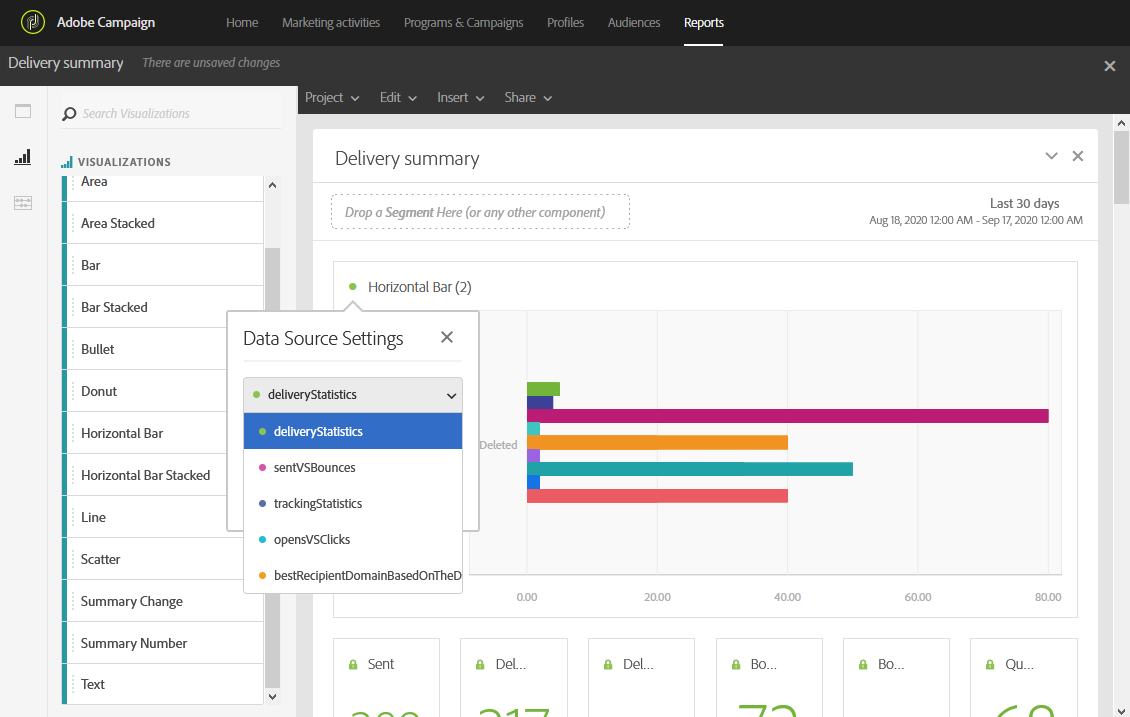 Adobe Campaign
Home
Marketing activities
Programs & Campaigns
Profiles
Audiences
Reports
Delivery summary
There are unsaved changes
Project
Edit
Insert
Share
Search Visualizations
VISUALIZATIONS
Area
Area Stacked
Bar
Bar Stacked
Bullet
Donut
Horizontal Bar
Horizontal Bar Stacked
Line
Scatter
Summary Change
Summary Number
Text
Delivery summary
Drop a Segment Here (or any other component)
Last 30 days
Aug 18, 2020 12:00 AM - Sep 17, 2020 12:00 AM
Horizontal Bar (2)
Data Source Settings
deliveryStatistics
deliveryStatistics
sentVSBounces
trackingStatistics
opensVSClicks
bestRecipientDomainBasedOnTheD
Deleted
0.00
20.00
40.00
60.00
80.00
Sent
Del...
Del...
Bo...
Bo...
Qu...